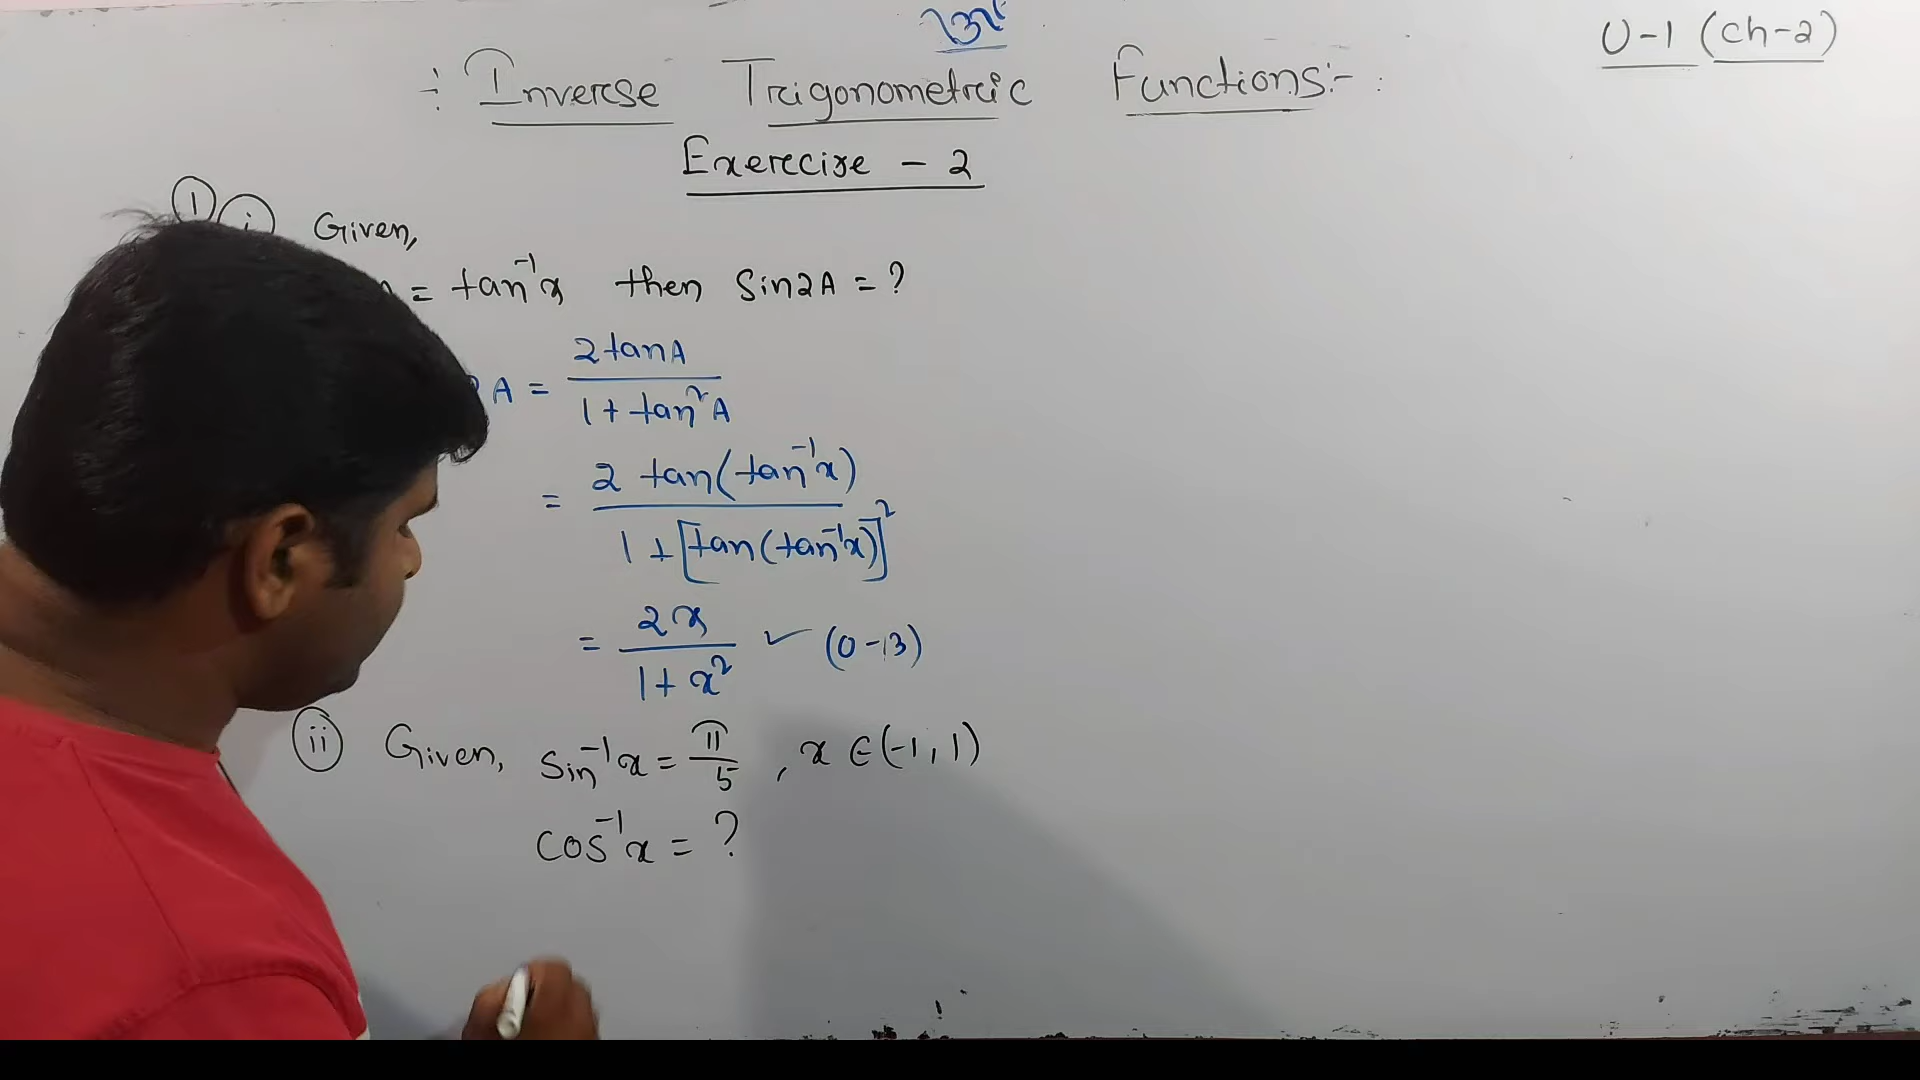 U-1 (Ch-2)
:- Inverse Trigonometric Functions:-
Exercise - 2
① ⓘ Given,
= tan⁻¹x then Sin2A = ?
A = 2tanA / 1+tan²A
= 2 tan(tan⁻¹x) / 1+[tan(tan⁻¹x)]²
= 2x / 1+x² ✓ (0-13)
ⓘⓘ Given, Sin⁻¹x = π/5 , x ∈ (-1, 1)
Cos⁻¹x = ?